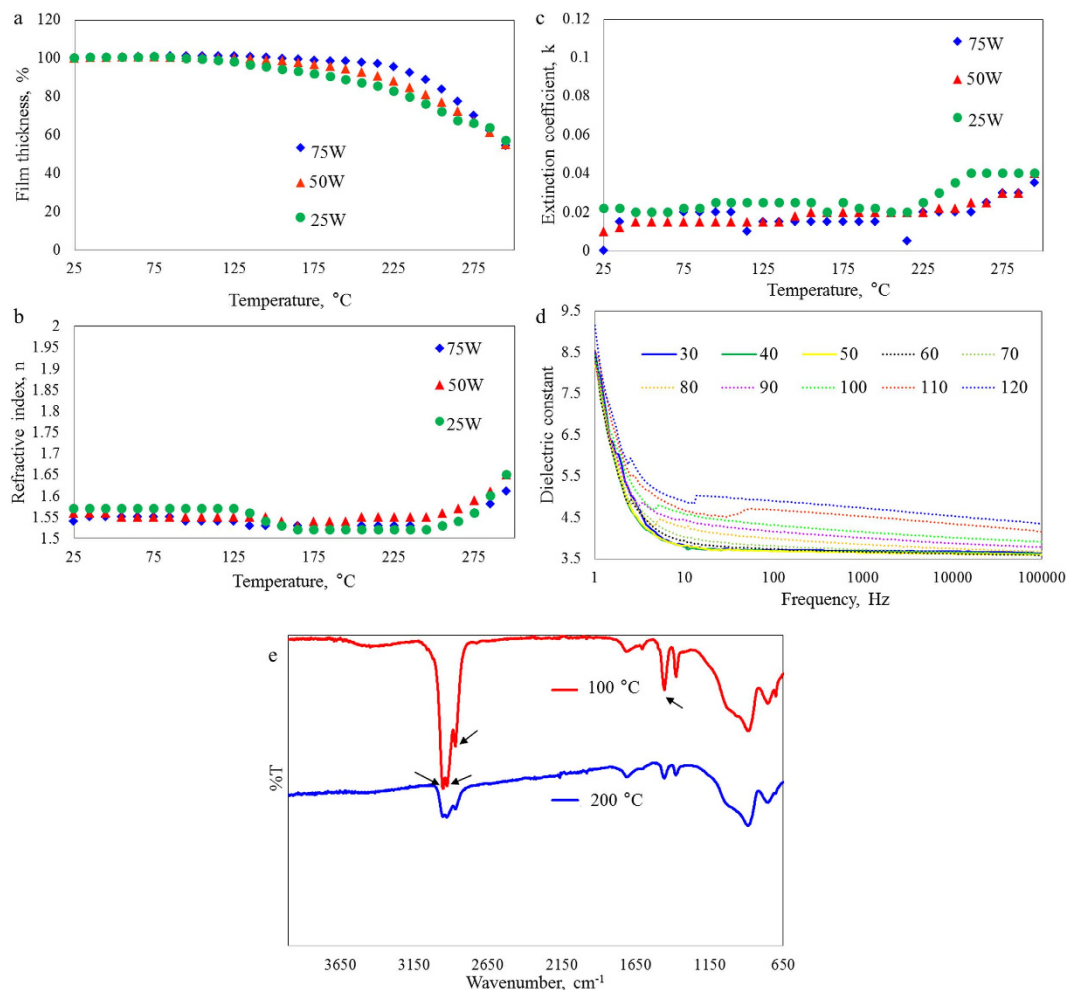 a
120
100
80
60
40
20
0
Film thickness, %
75W
50W
25W
25 75 125 175 225 275
Temperature, °C
c
0.12
0.1
0.08
0.06
0.04
0.02
0
Extinction coefficient, k
75W
50W
25W
25 75 125 175 225 275
Temperature, °C
b
2
1.95
1.9
1.85
1.8
1.75
1.7
1.65
1.6
1.55
1.5
Refractive index, n
75W
50W
25W
25 75 125 175 225 275
Temperature, °C
d
9.5
8.5
7.5
6.5
5.5
4.5
3.5
Dielectric constant
30 40 50 60 70
80 90 100 110 120
1 10 100 1000 10000 100000
Frequency, Hz
e
100 °C
%T
200 °C
3650 3150 2650 2150 1650 1150 650
Wavenumber, cm⁻¹